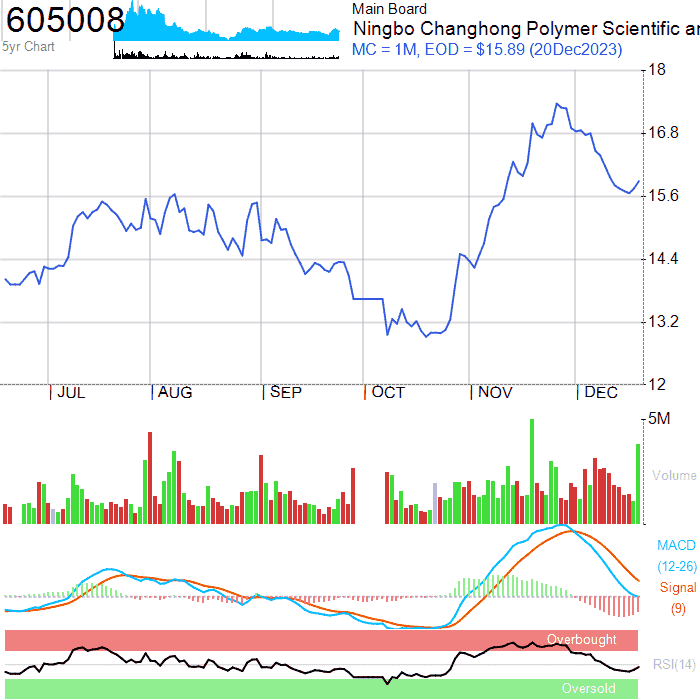 605008
5yr Chart
Main Board
Ningbo Changhong Polymer Scientific ar
MC = 1M, EOD = $15.89 (20Dec2023)
18
16.8
15.6
14.4
13.2
12
JUL AUG SEP OCT NOV DEC
5M
Volume
MACD
(12-26)
Signal
(9)
Overbought
RSI(14)
Oversold